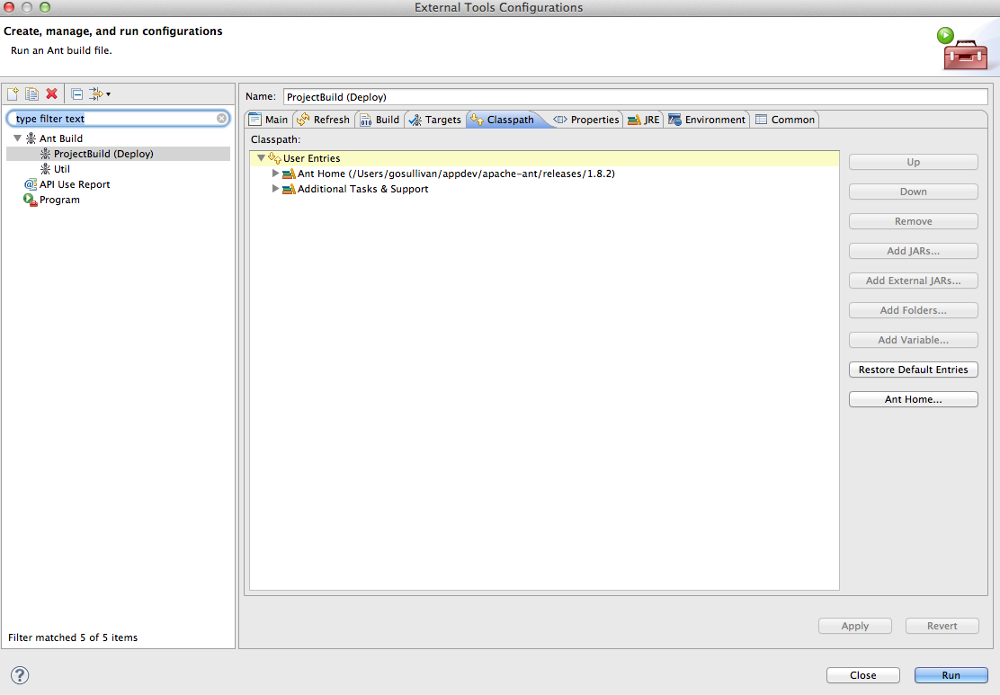 External Tools Configurations
Create, manage, and run configurations
Run an Ant build file.
type filter text
Ant Build
ProjectBuild (Deploy)
Util
API Use Report
Program
Filter matched 5 of 5 items
Name: ProjectBuild (Deploy)
Main Refresh Build Targets Classpath Properties JRE Environment Common
Classpath:
User Entries
Ant Home (/Users/gosullivan/appdev/apache-ant/releases/1.8.2)
Additional Tasks & Support
Up
Down
Remove
Add JARs...
Add External JARs...
Add Folders...
Add Variable...
Restore Default Entries
Ant Home...
Apply Revert
? Close Run